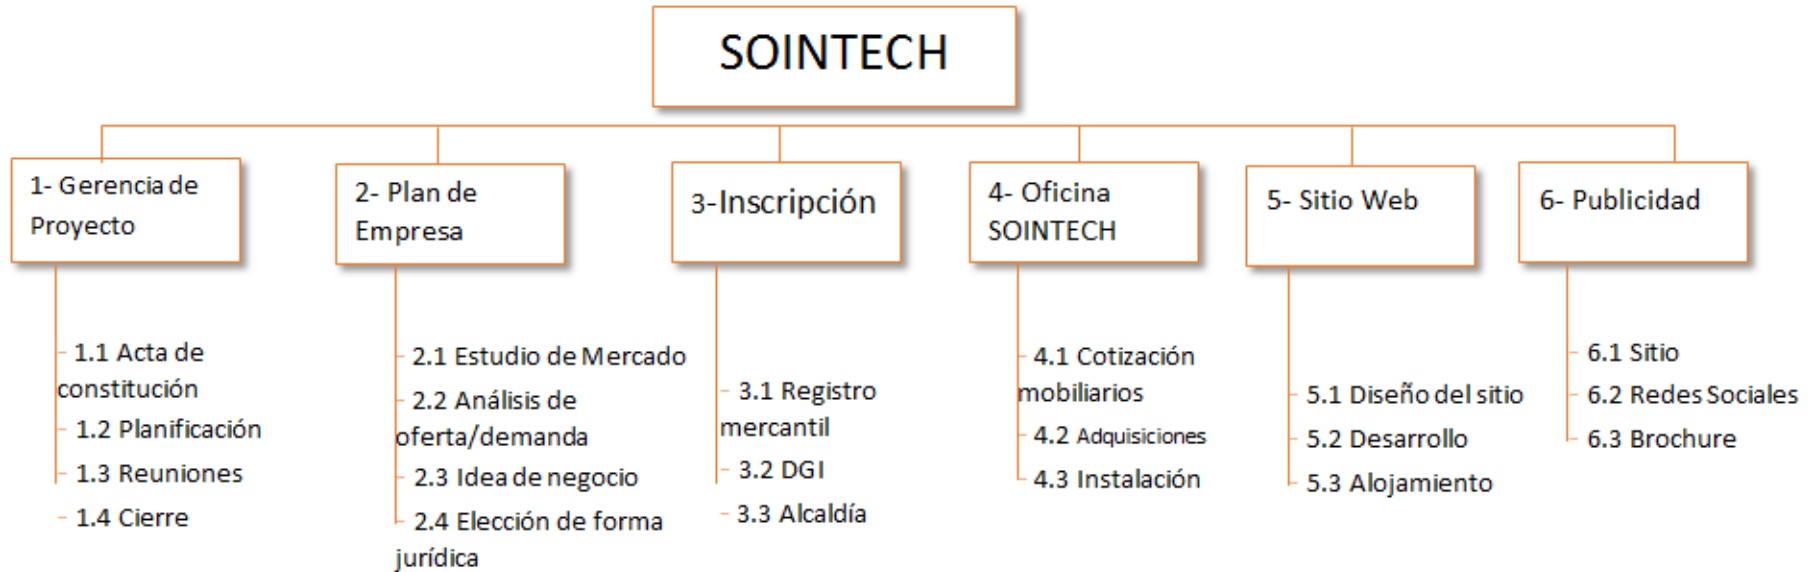 SOINTECH
1- Gerencia de
Proyecto
1.1 Acta de
constitución
1.2 Planificación
1.3 Reuniones
1.4 Cierre
2- Plan de
Empresa
2.1 Estudio de Mercado
2.2 Análisis de
oferta/demanda
2.3 Idea de negocio
2.4 Elección de forma
jurídica
3-Inscripción
3.1 Registro
mercantil
3.2 DGI
3.3 Alcaldía
4- Oficina
SOINTECH
4.1 Cotización
mobiliarios
4.2 Adquisiciones
4.3 Instalación
5- Sitio Web
5.1 Diseño del sitio
5.2 Desarrollo
5.3 Alojamiento
6- Publicidad
6.1 Sitio
6.2 Redes Sociales
6.3 Brochure